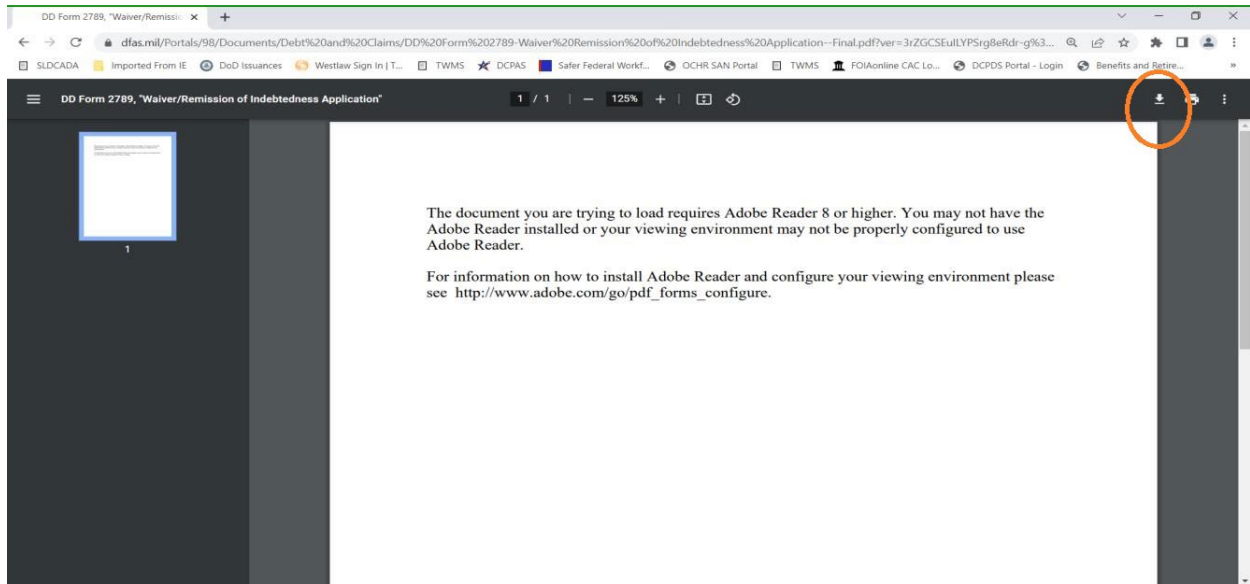 DD Form 2789, "Waiver/Remissio
dfas.mil/Portals/98/Documents/Debt%20and%20Claims/DD%20Form%202789-Waiver%20Remission%20of%20Indebtedness%20Application--Final.pdf?ver=3rZGCSEuILYPSrg8eRdr-g%3...
SLDCADA Imported From IE DoD Issuances Westlaw Sign In | T... TWMS DCPAS Safer Federal Workf... OCHR SAN Portal TWMS FOIAonline CAC Lo... DCPDS Portal - Login Benefits and Retire... »
DD Form 2789, "Waiver/Remission of Indebtedness Application" 1 / 1 | — 125% + |
The document you are trying to load requires Adobe Reader 8 or higher. You may not have the
Adobe Reader installed or your viewing environment may not be properly configured to use
Adobe Reader.
For information on how to install Adobe Reader and configure your viewing environment please
see http://www.adobe.com/go/pdf_forms_configure.
1